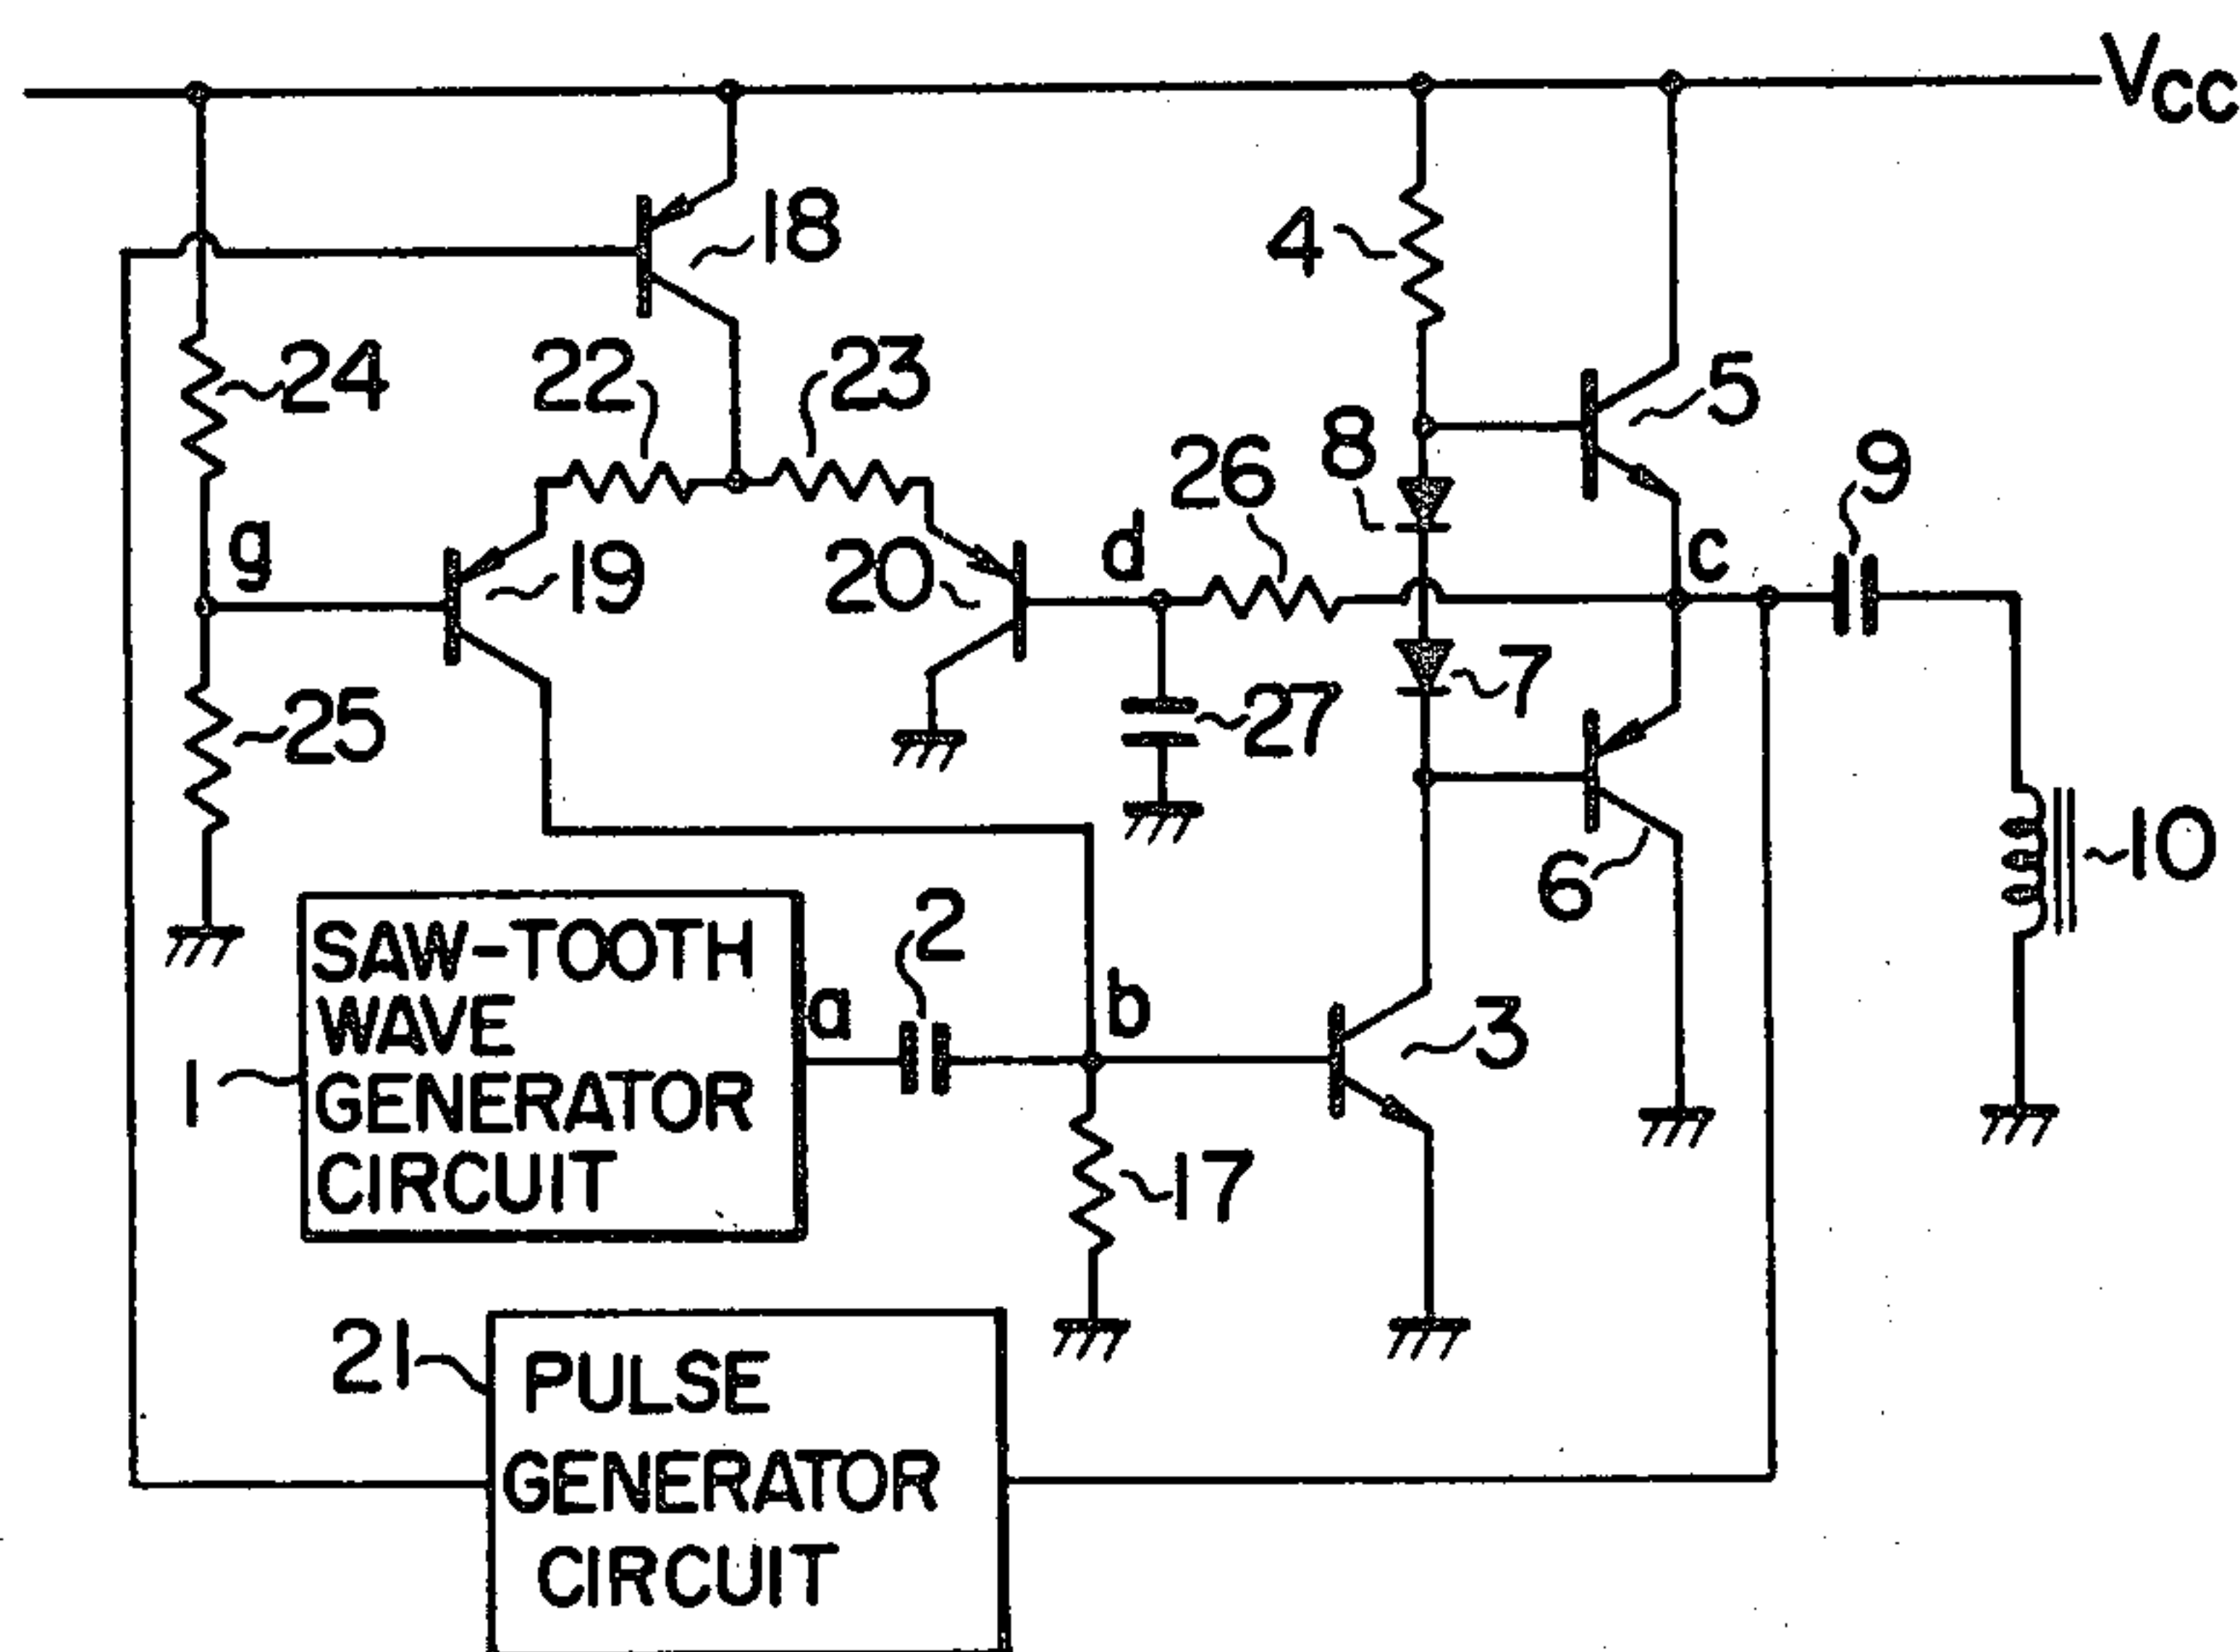 Vcc
18
4
24
22
23
5
8
26
9
g
19
20
d
c
7
25
27
6
10
SAW-TOOTH
WAVE
GENERATOR
CIRCUIT
1
a
2
b
3
17
21
PULSE
GENERATOR
CIRCUIT